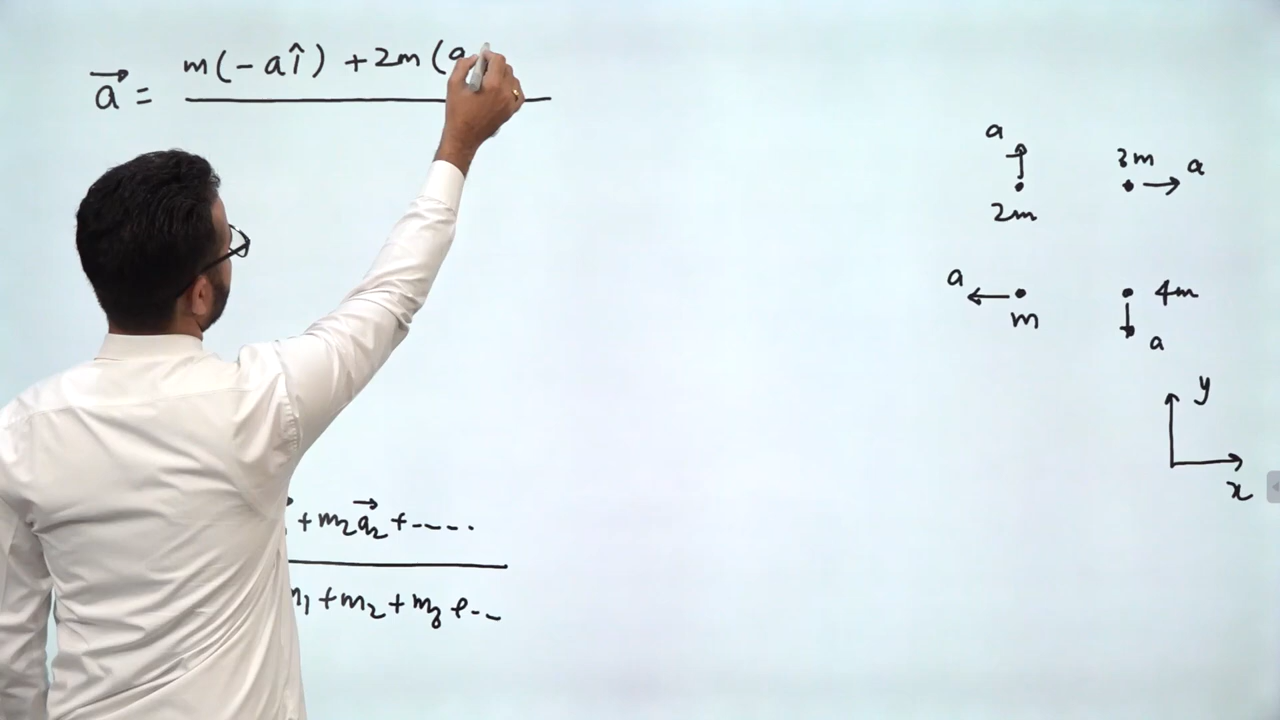 m(-aî) + 2m(a
a⃗ =
a
3m
a
2m
a
4m
m
a
y
x
+ m₂a⃗₂ + ----.
m₁ + m₂ + m₃ + --